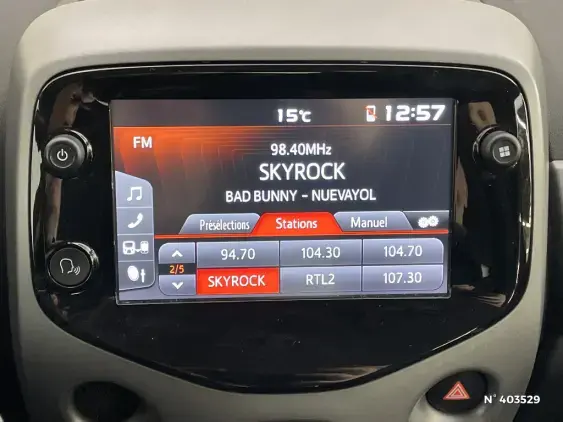 15°C 12:57
FM
98.40MHz
SKYROCK
BAD BUNNY - NUEVAYOL
Présélections Stations Manuel
94.70 104.30 104.70
2/5
SKYROCK RTL2 107.30
N° 403529